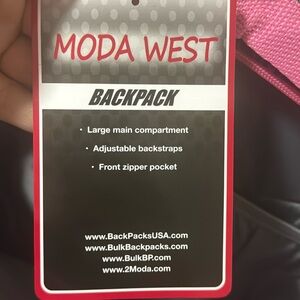 MODA WEST
BACKPACK
• Large main compartment
• Adjustable backstraps
• Front zipper pocket
www.BackPacksUSA.com
www.BulkBackpacks.com
www.BulkBP.com
www.2Moda.com